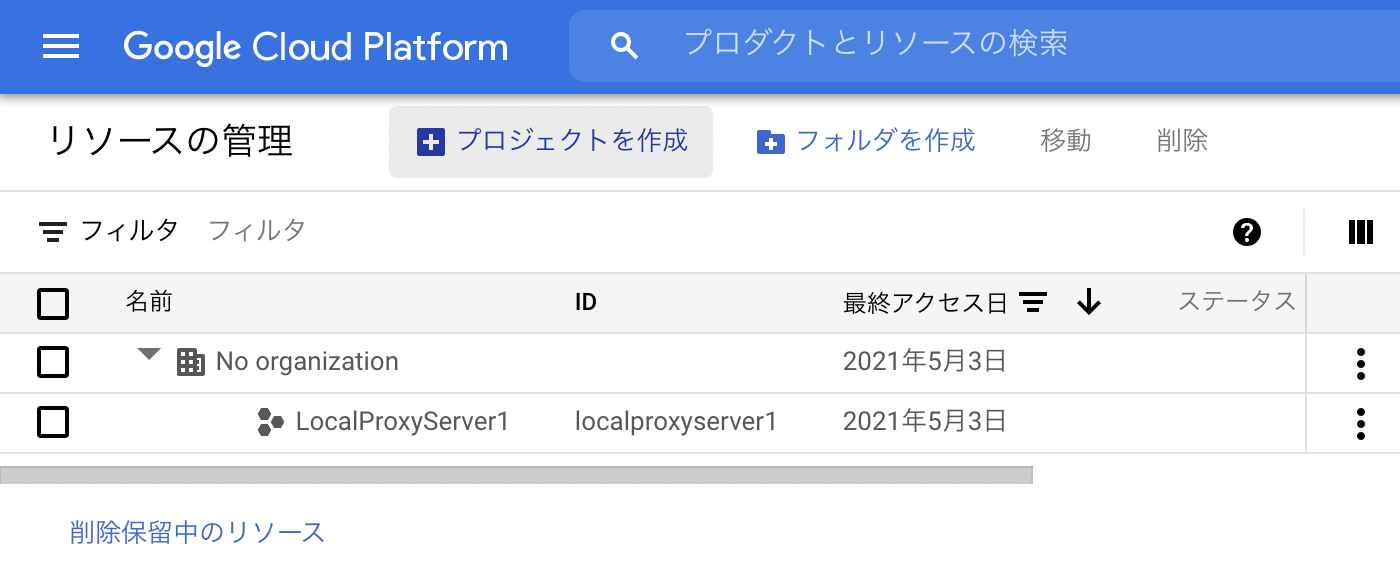 Google Cloud Platform プロダクトとリソースの検索
リソースの管理 プロジェクトを作成 フォルダを作成 移動 削除
フィルタ フィルタ
名前 ID 最終アクセス日 ステータス
No organization 2021年5月3日
LocalProxyServer1 localproxyserver1 2021年5月3日
削除保留中のリソース